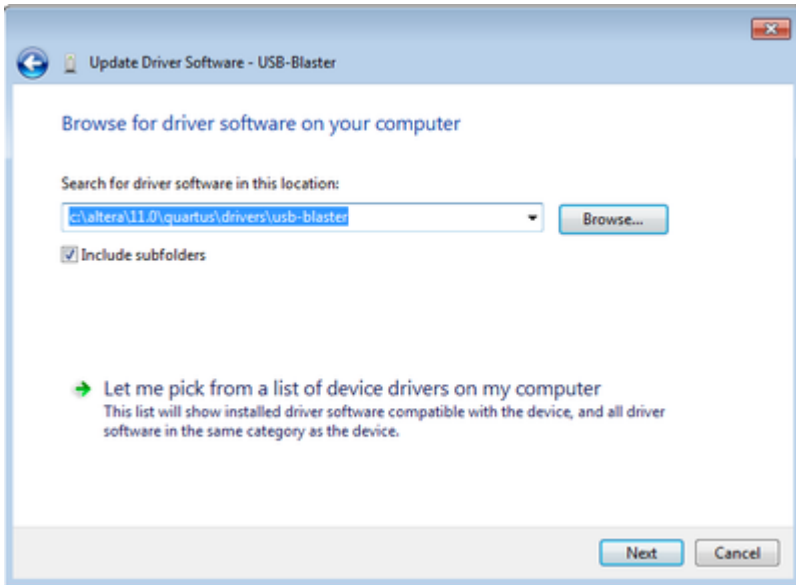 Update Driver Software - USB-Blaster
Browse for driver software on your computer
Search for driver software in this location:
c:\altera\11.0\quartus\drivers\usb-blaster
Browse...
Include subfolders
Let me pick from a list of device drivers on my computer
This list will show installed driver software compatible with the device, and all driver
software in the same category as the device.
Next
Cancel